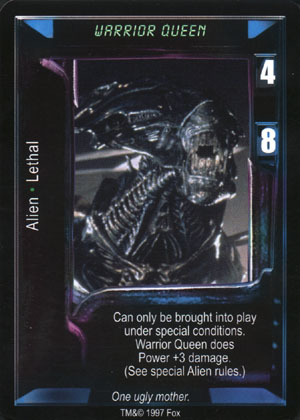 WARRIOR QUEEN
4
8
Alien • Lethal
Can only be brought into play
under special conditions.
Warrior Queen does
Power +3 damage.
(See special Alien rules.)
One ugly mother.
TM&© 1997 Fox